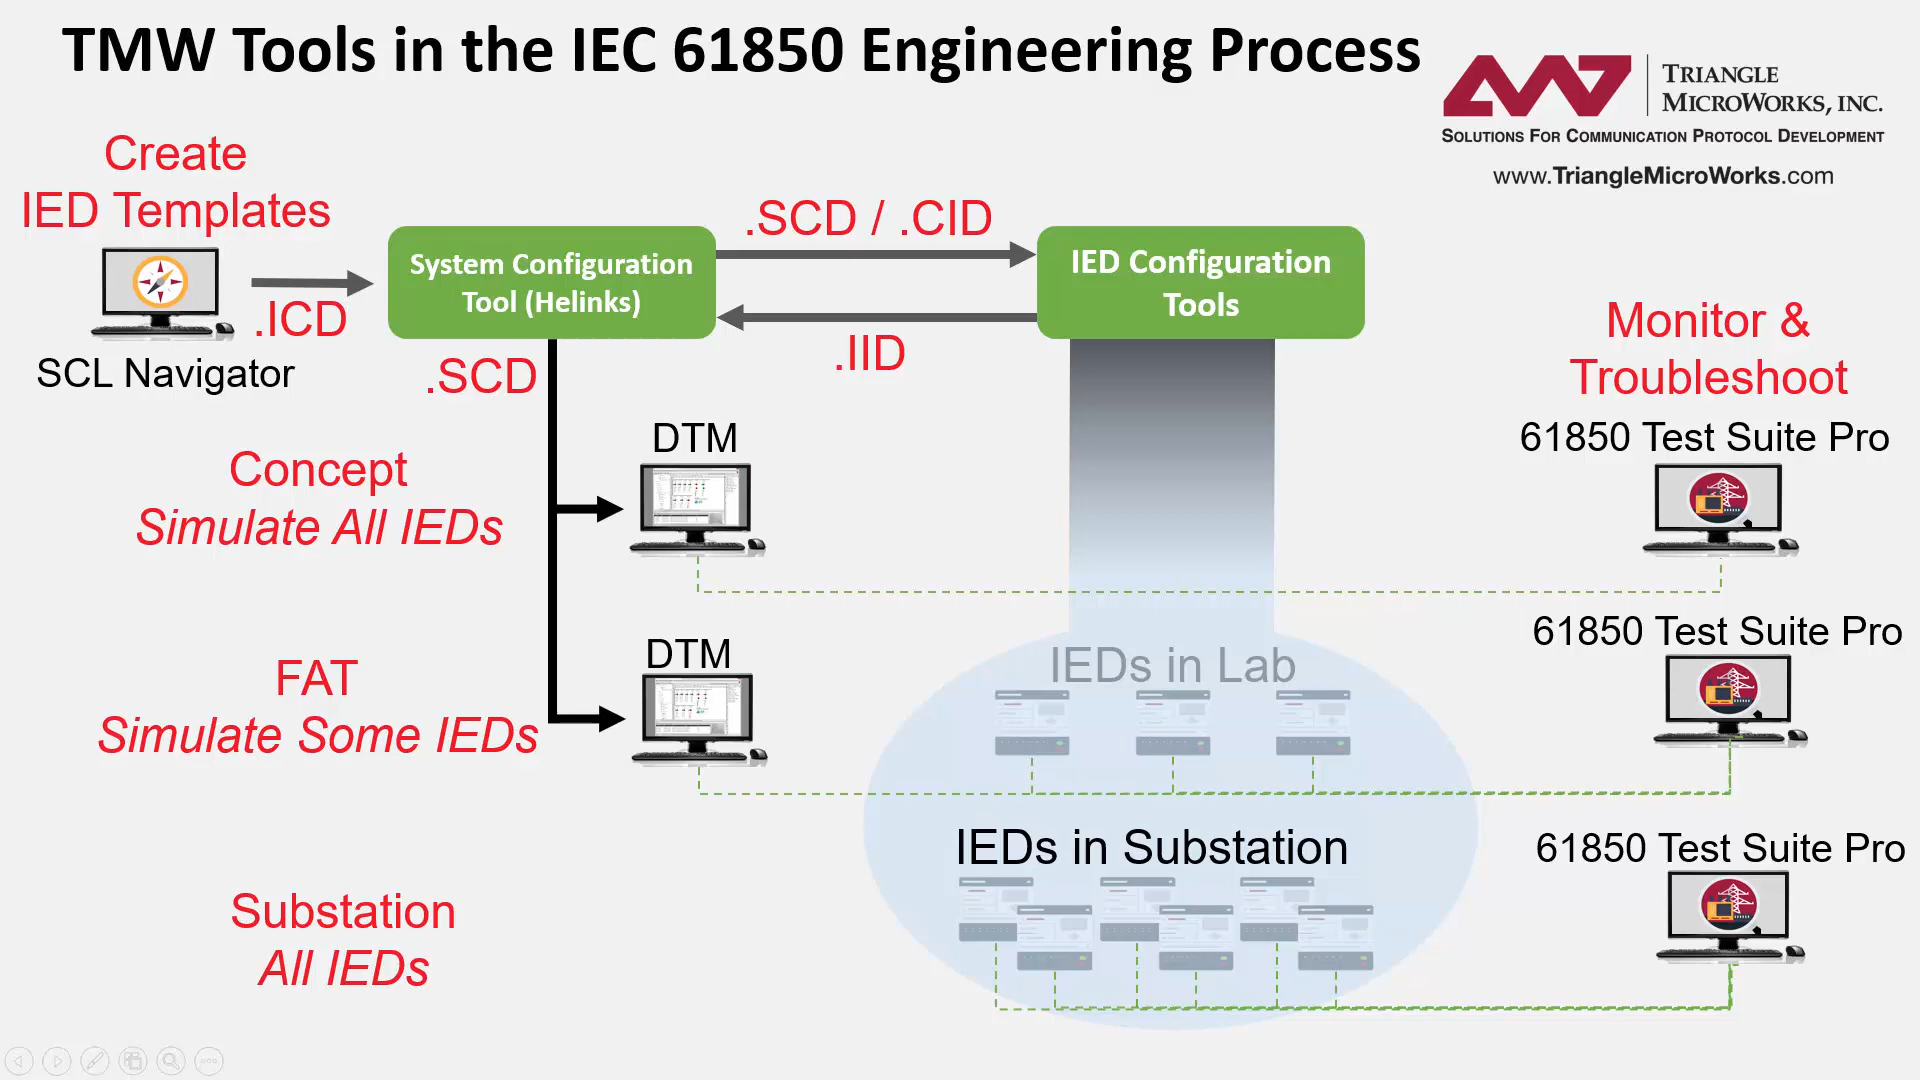 TMW Tools in the IEC 61850 Engineering Process
TRIANGLE
MICROWORKS, INC.
SOLUTIONS FOR COMMUNICATION PROTOCOL DEVELOPMENT
www.TriangleMicroWorks.com
Create
IED Templates
.ICD
SCL Navigator
System Configuration
Tool (Helinks)
.SCD / .CID
.IID
IED Configuration
Tools
.SCD
Monitor &
Troubleshoot
61850 Test Suite Pro
DTM
Concept
Simulate All IEDs
61850 Test Suite Pro
DTM
IEDs in Lab
FAT
Simulate Some IEDs
IEDs in Substation
61850 Test Suite Pro
Substation
All IEDs